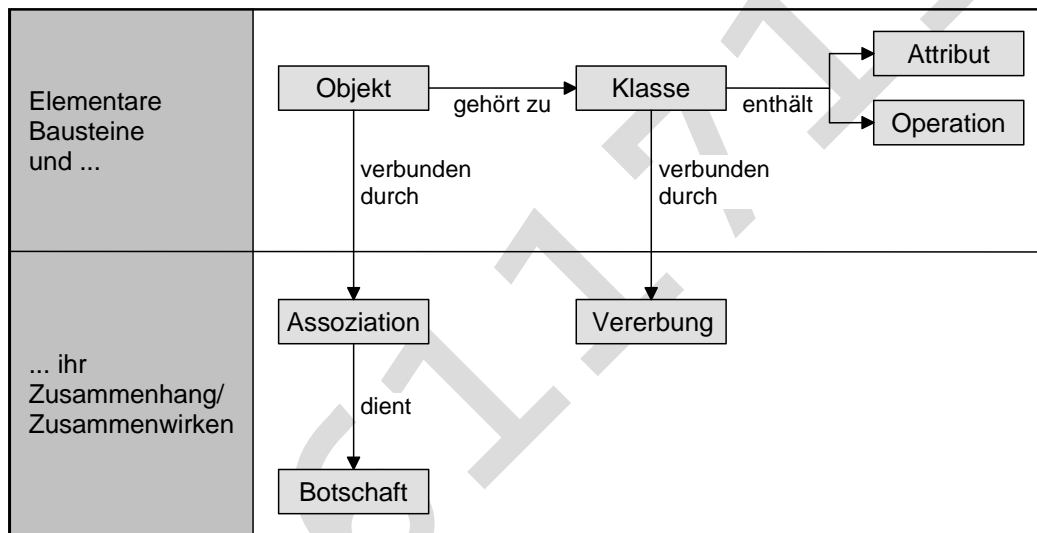 Elementare
Bausteine
und ...
Objekt
gehört zu
Klasse
enthält
Attribut
Operation
verbunden
durch
verbunden
durch
... ihr
Zusammenhang/
Zusammenwirken
Assoziation
Vererbung
dient
Botschaft